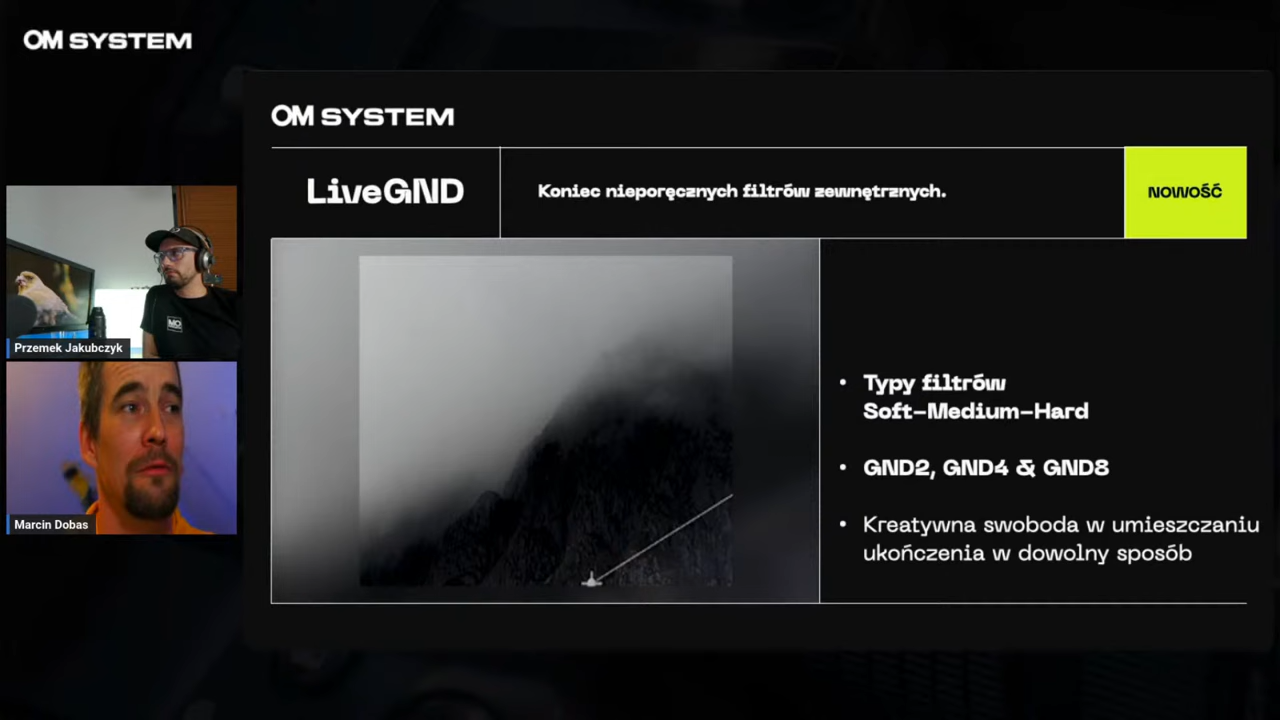 OM SYSTEM
OM SYSTEM
LiveGND
Koniec nieporęcznych filtrów zewnętrznych.
NOWOŚĆ
Przemek Jakubczyk
Marcin Dobas
• Typy filtrów
Soft-Medium-Hard
• GND2, GND4 & GND8
• Kreatywna swoboda w umieszczaniu
ukończenia w dowolny sposób